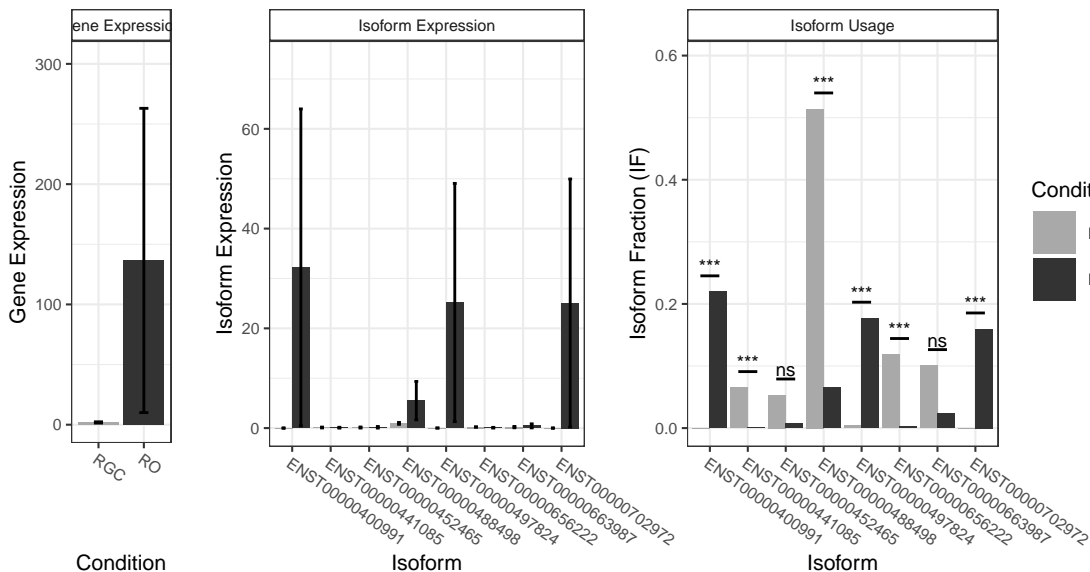 ene Expressio
300
200
100
0
Gene Expression
RGC
RO
Condition
Isoform Expression
60
40
20
0
Isoform Expression
ENST00000400991
ENST00000441085
ENST00000452465
ENST00000488498
ENST00000497824
ENST00000656222
ENST00000663987
ENST00000702972
Isoform
Isoform Usage
0.6
0.4
0.2
0.0
Isoform Fraction (IF)
***
***
ns
***
***
***
ns
***
ENST00000400991
ENST00000441085
ENST00000452465
ENST00000488498
ENST00000497824
ENST00000656222
ENST00000663987
ENST00000702972
Isoform
Condit